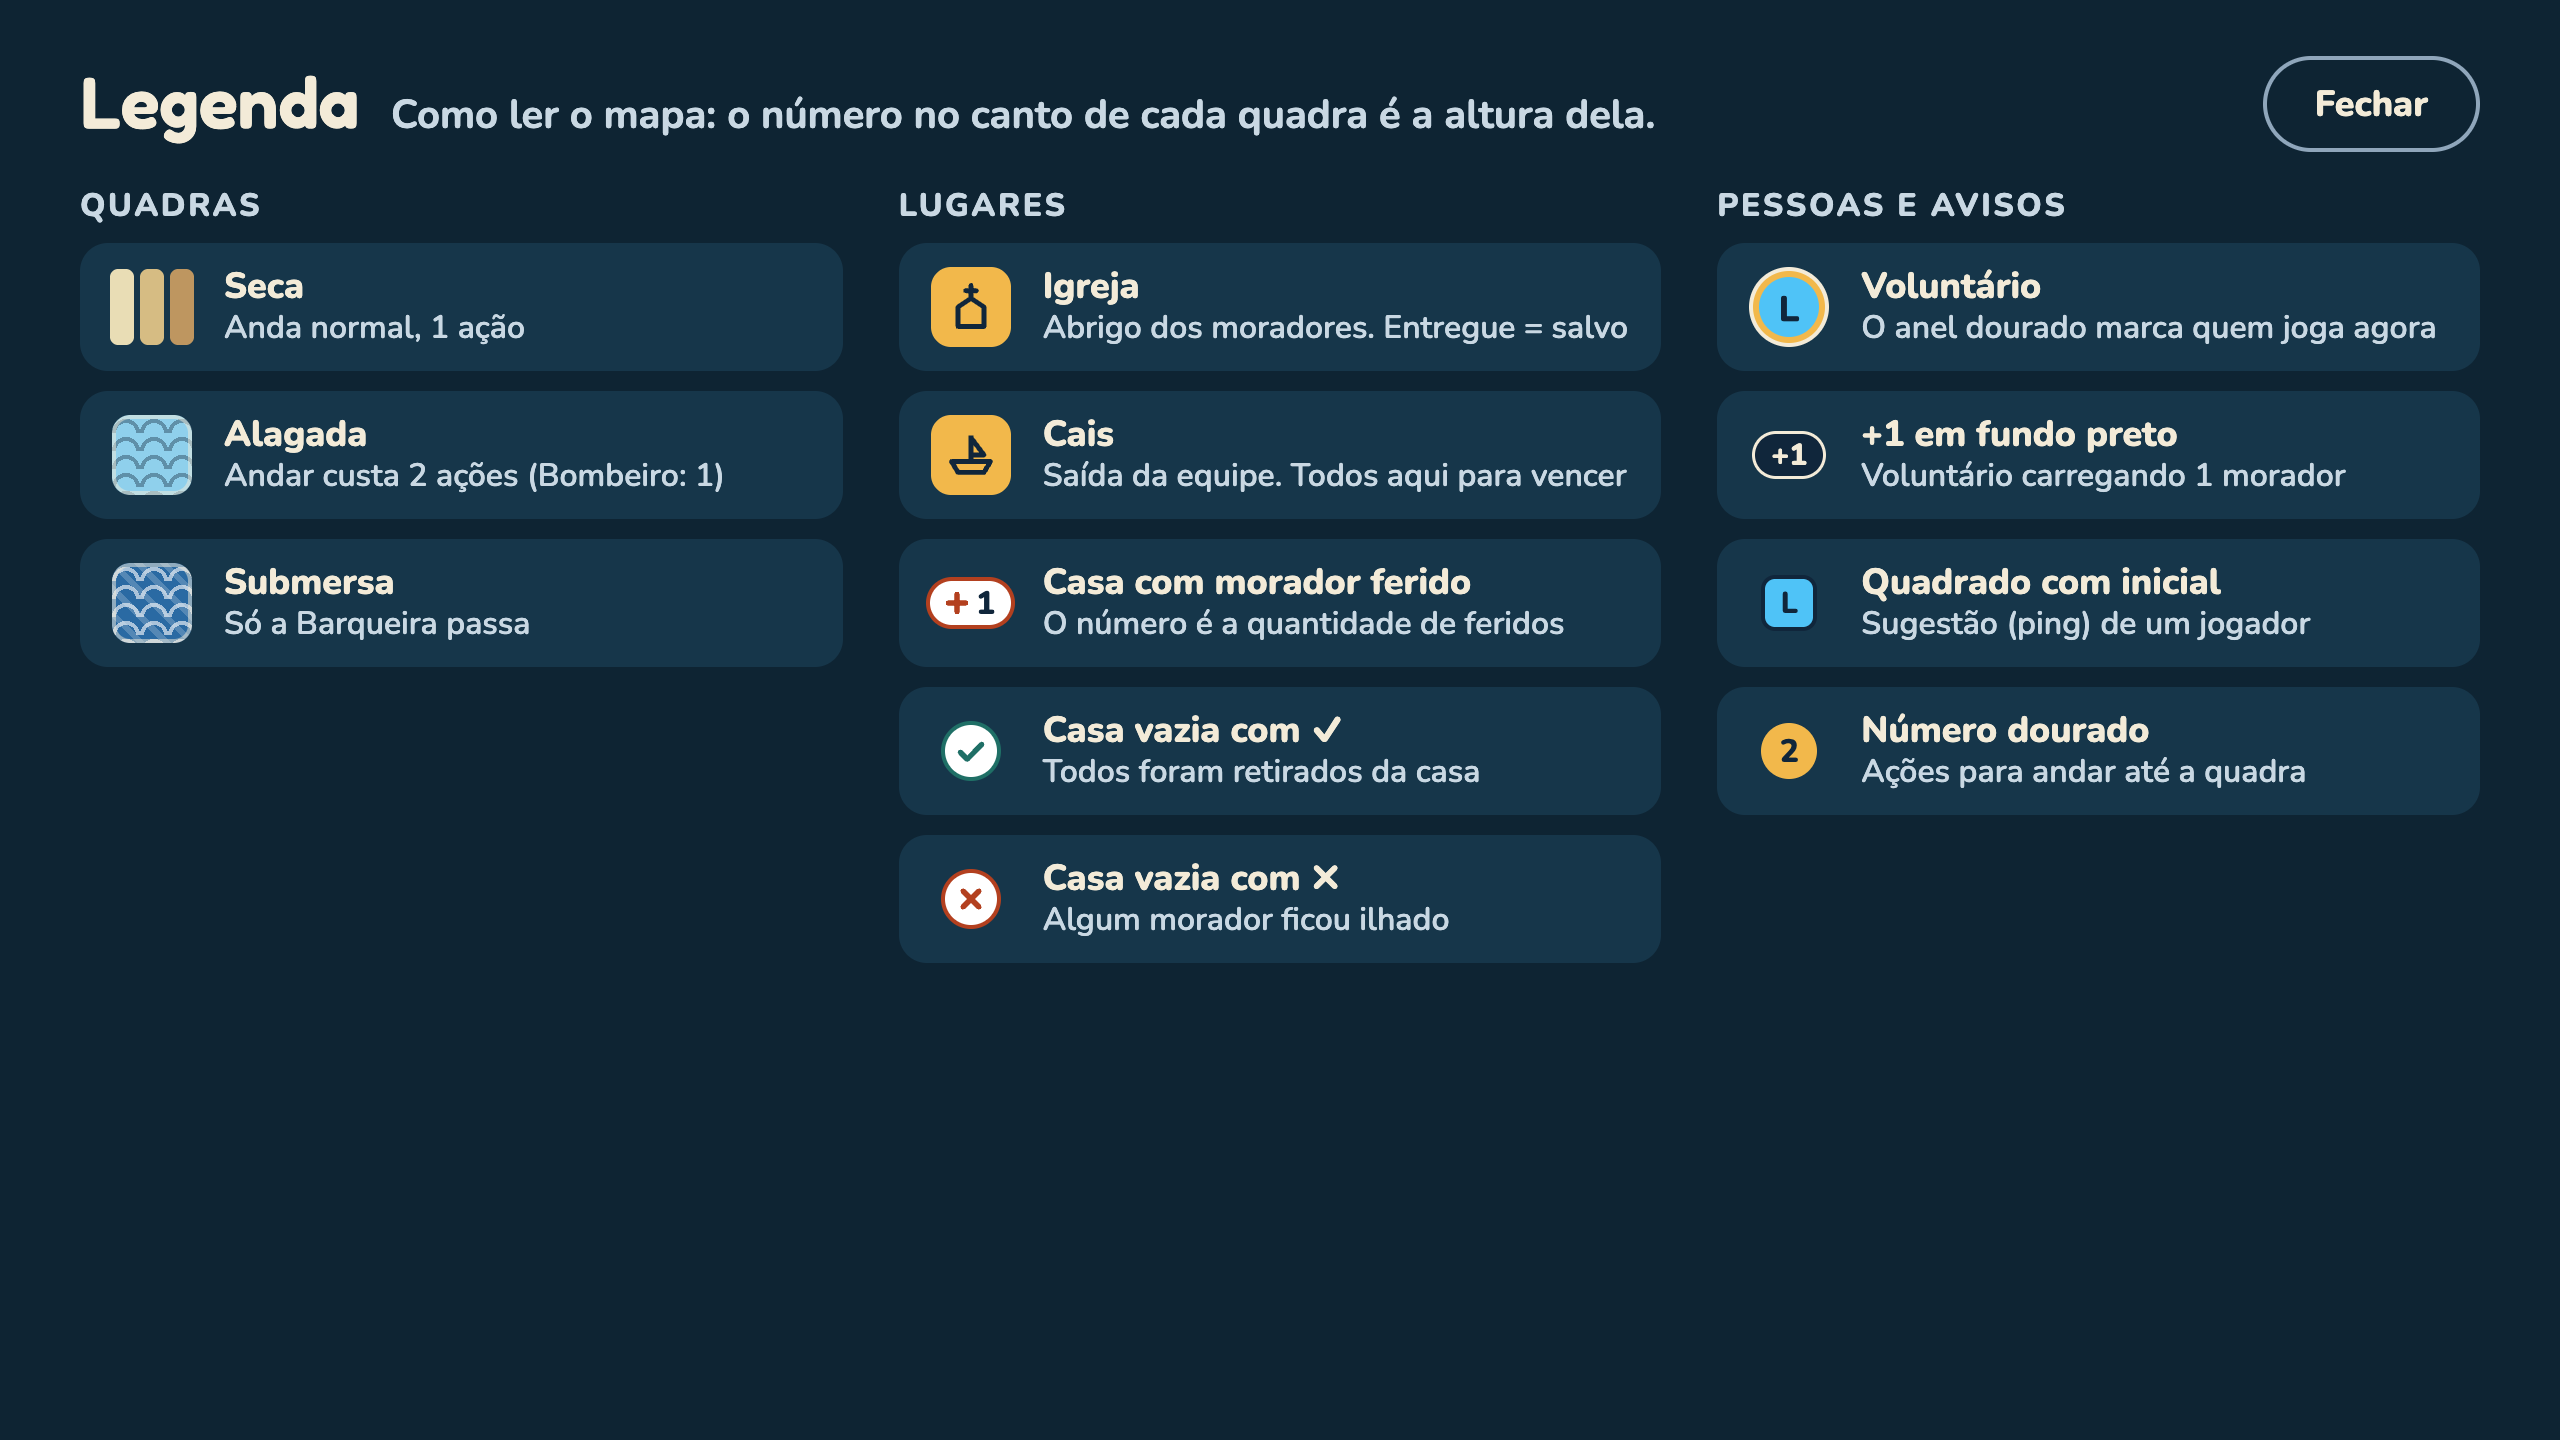 Legenda
Como ler o mapa: o número no canto de cada quadra é a altura dela.
Fechar
QUADRAS
Seca
Anda normal, 1 ação
Alagada
Andar custa 2 ações (Bombeiro: 1)
Submersa
Só a Barqueira passa
LUGARES
Igreja
Abrigo dos moradores. Entregue = salvo
Cais
Saída da equipe. Todos aqui para vencer
+ 1
Casa com morador ferido
O número é a quantidade de feridos
Casa vazia com ✓
Todos foram retirados da casa
Casa vazia com ✕
Algum morador ficou ilhado
PESSOAS E AVISOS
L
Voluntário
O anel dourado marca quem joga agora
+1
+1 em fundo preto
Voluntário carregando 1 morador
L
Quadrado com inicial
Sugestão (ping) de um jogador
2
Número dourado
Ações para andar até a quadra